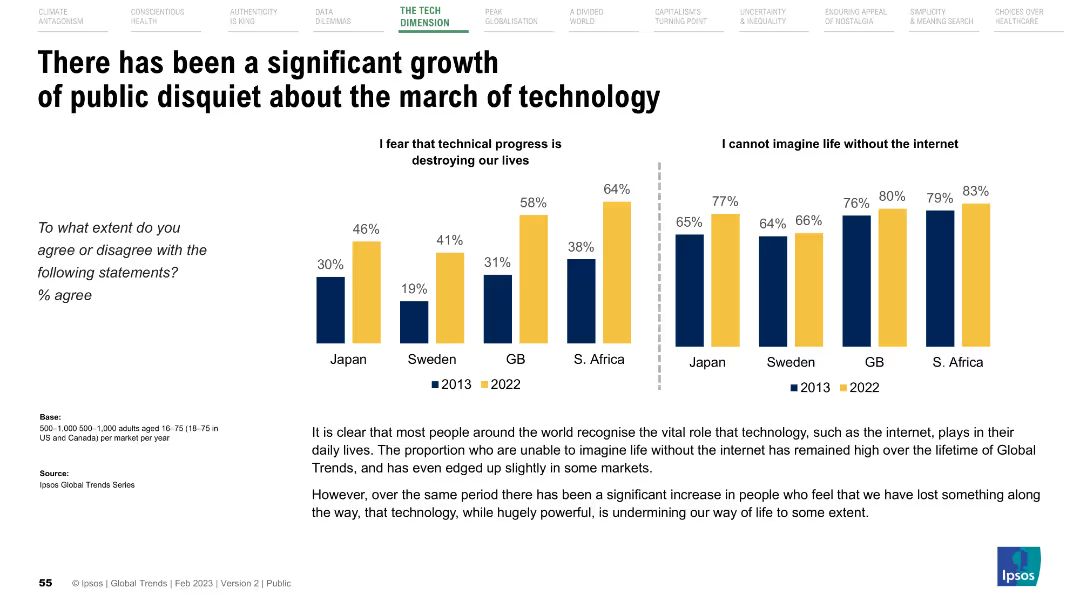 CLIMATE
ANTAGONISM
CONSCIENTIOUS
HEALTH
AUTHENTICITY
IS KING
DATA
DILEMMAS
THE TECH
DIMENSION
PEAK
GLOBALISATION
A DIVIDED
WORLD
CAPITALISM'S
TURNING POINT
UNCERTAINTY
& INEQUALITY
ENDURING APPEAL
OF NOSTALGIA
SIMPLICITY
& MEANING SEARCH
CHOICES OVER
HEALTHCARE
There has been a significant growth
of public disquiet about the march of technology
To what extent do you
agree or disagree with the
following statements?
% agree
I fear that technical progress is
destroying our lives
30% 46% 19% 41% 31% 58% 38% 64%
Japan Sweden GB S. Africa
2013 2022
I cannot imagine life without the internet
65% 77% 64% 66% 76% 80% 79% 83%
Japan Sweden GB S. Africa
2013 2022
Base:
500–1,000 500–1,000 adults aged 16–75 (18–75 in
US and Canada) per market per year
Source:
Ipsos Global Trends Series
It is clear that most people around the world recognise the vital role that technology, such as the internet, plays in their
daily lives. The proportion who are unable to imagine life without the internet has remained high over the lifetime of Global
Trends, and has even edged up slightly in some markets.
However, over the same period there has been a significant increase in people who feel that we have lost something along
the way, that technology, while hugely powerful, is undermining our way of life to some extent.
55 © Ipsos | Global Trends | Feb 2023 | Version 2 | Public
Ipsos